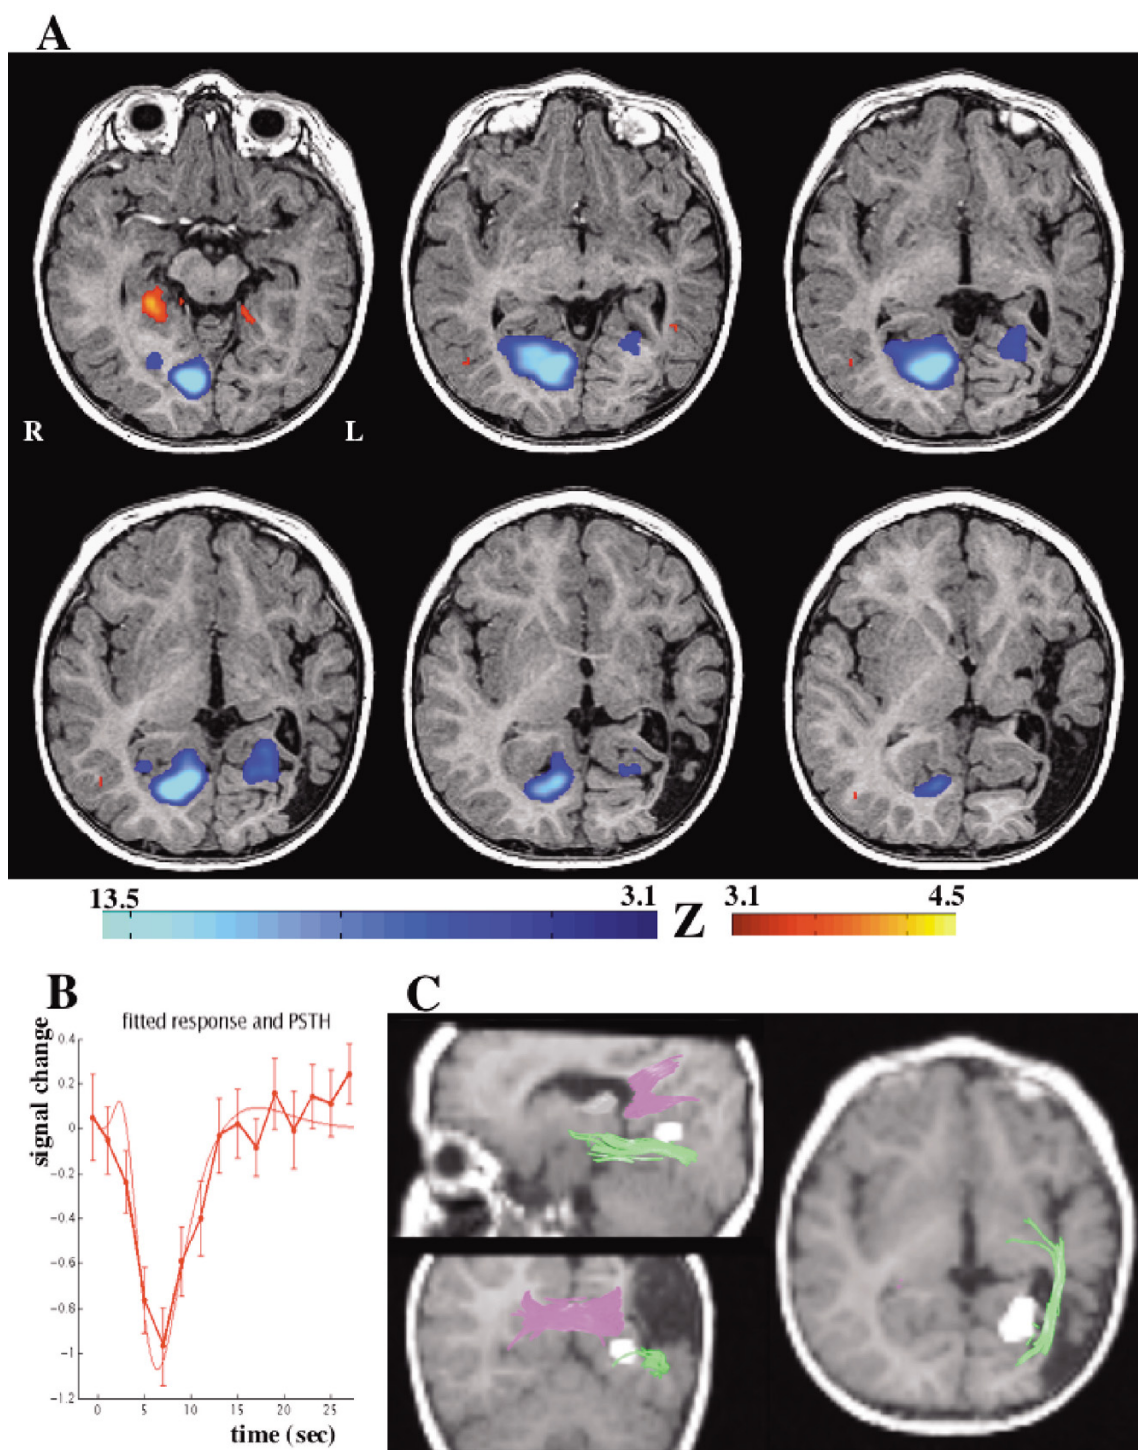 A
R L
13.5 3.1 Z 3.1 4.5
B
fitted response and PSTH
signal change
0.4
0.2
0
-0.2
-0.4
-0.6
-0.8
-1
-1.2
0 5 10 15 20 25
time (sec)
C